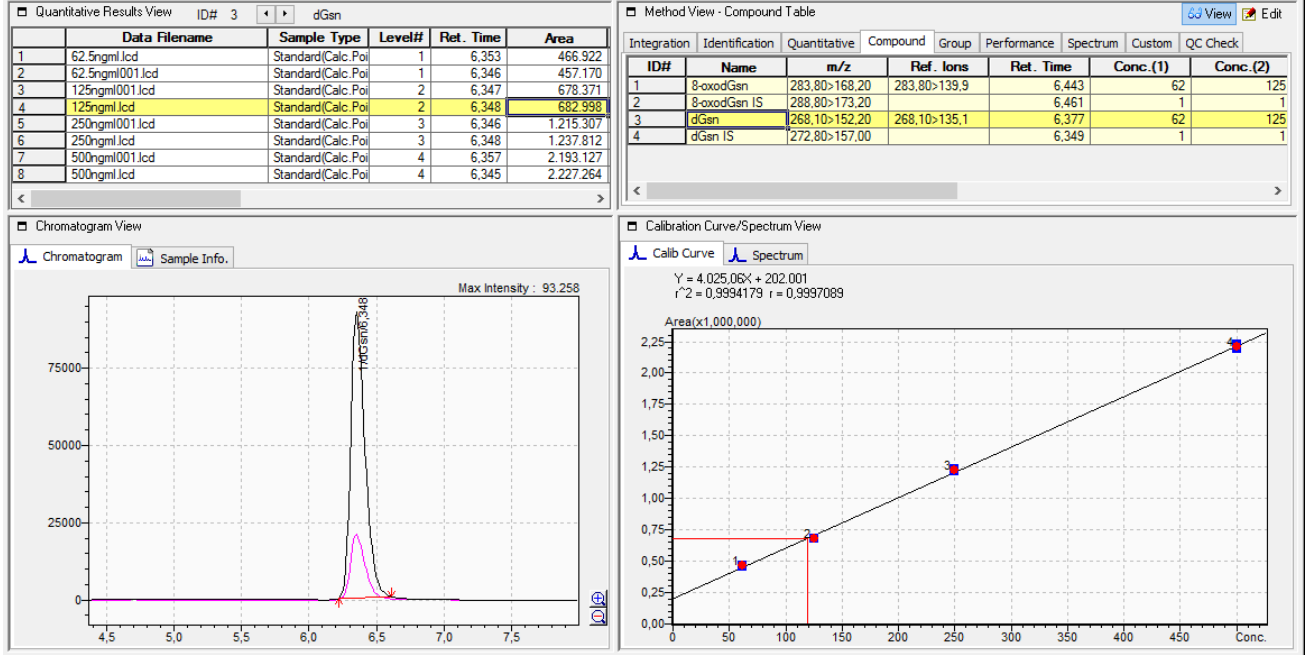 Quantitative Results View ID# 3 dGsn
Data Filename Sample Type Level# Ret. Time Area
1 62.5ngml.lcd Standard(Calc.Poi 1 6,353 466.922
2 62.5ngml001.lcd Standard(Calc.Poi 1 6,346 457.170
3 125ngml001.lcd Standard(Calc.Poi 2 6,347 678.371
4 125ngml.lcd Standard(Calc.Poi 2 6,348 682.998
5 250ngml001.lcd Standard(Calc.Poi 3 6,346 1.215.307
6 250ngml.lcd Standard(Calc.Poi 3 6,348 1.237.812
7 500ngml001.lcd Standard(Calc.Poi 4 6,357 2.193.127
8 500ngml.lcd Standard(Calc.Poi 4 6,345 2.227.264
Method View - Compound Table View Edit
Integration Identification Quantitative Compound Group Performance Spectrum Custom QC Check
ID# Name m/z Ref. Ions Ret. Time Conc.(1) Conc.(2)
1 8-oxodGsn 283,80>168,20 283,80>139,9 6,443 62 125
2 8-oxodGsn IS 288,80>173,20 6,461 1 1
3 dGsn 268,10>152,20 268,10>135,1 6,377 62 125
4 dGsn IS 272,80>157,00 6,349 1 1
Chromatogram View
Chromatogram Sample Info.
Max Intensity : 93.258
1/dGsn/6,348
75000
50000
25000
0
4,5 5,0 5,5 6,0 6,5 7,0 7,5
Calibration Curve/Spectrum View
Calib Curve Spectrum
Y = 4.025,06X + 202.001
r^2 = 0,9994179 r = 0,9997089
Area(x1,000,000)
2,25
2,00
1,75
1,50
1,25
1,00
0,75
0,50
0,25
0,00
1
2
3
4
0 50 100 150 200 250 300 350 400 450 Conc.